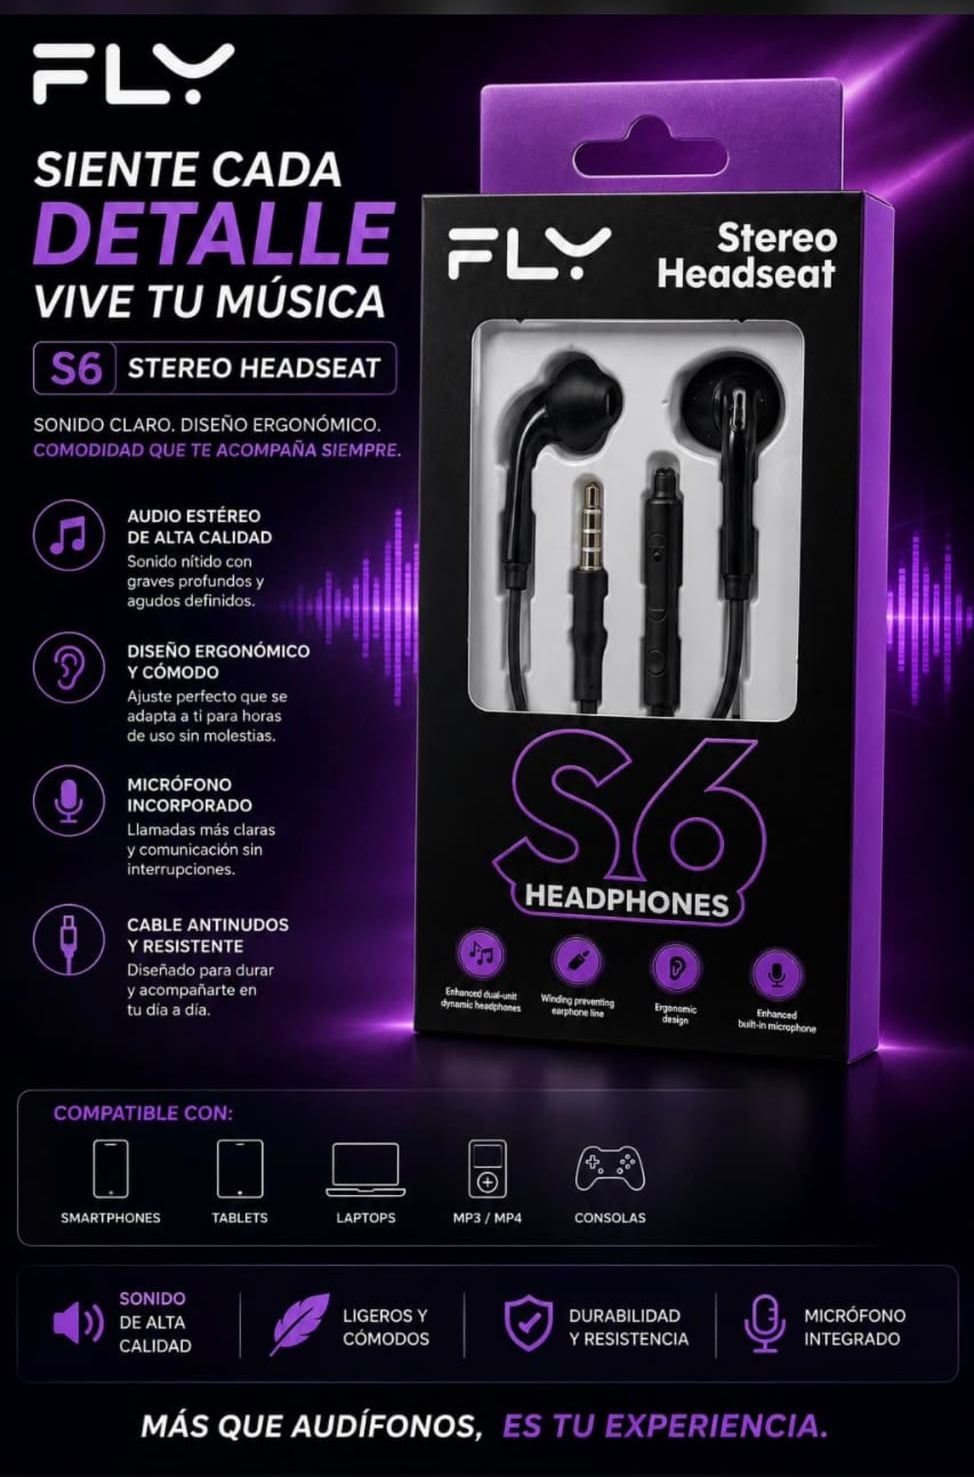 FLY
SIENTE CADA
DETALLE
VIVE TU MÚSICA
S6 STEREO HEADSEAT
SONIDO CLARO. DISEÑO ERGONÓMICO.
COMODIDAD QUE TE ACOMPAÑA SIEMPRE.
AUDIO ESTÉREO
DE ALTA CALIDAD
Sonido nítido con
graves profundos y
agudos definidos.
DISEÑO ERGONÓMICO
Y CÓMODO
Ajuste perfecto que se
adapta a ti para horas
de uso sin molestias.
MICRÓFONO
INCORPORADO
Llamadas más claras
y comunicación sin
interrupciones.
CABLE ANTINUDOS
Y RESISTENTE
Diseñado para durar
y acompañarte en
tu día a día.
FLY
Stereo
Headseat
S6
HEADPHONES
Enhanced dual-unit
dynamic headphones
Winding preventing
earphone line
Ergonomic
design
Enhanced
built-in microphone
COMPATIBLE CON:
SMARTPHONES
TABLETS
LAPTOPS
MP3 / MP4
CONSOLAS
SONIDO
DE ALTA
CALIDAD
LIGEROS Y
CÓMODOS
DURABILIDAD
Y RESISTENCIA
MICRÓFONO
INTEGRADO
MÁS QUE AUDÍFONOS, ES TU EXPERIENCIA.